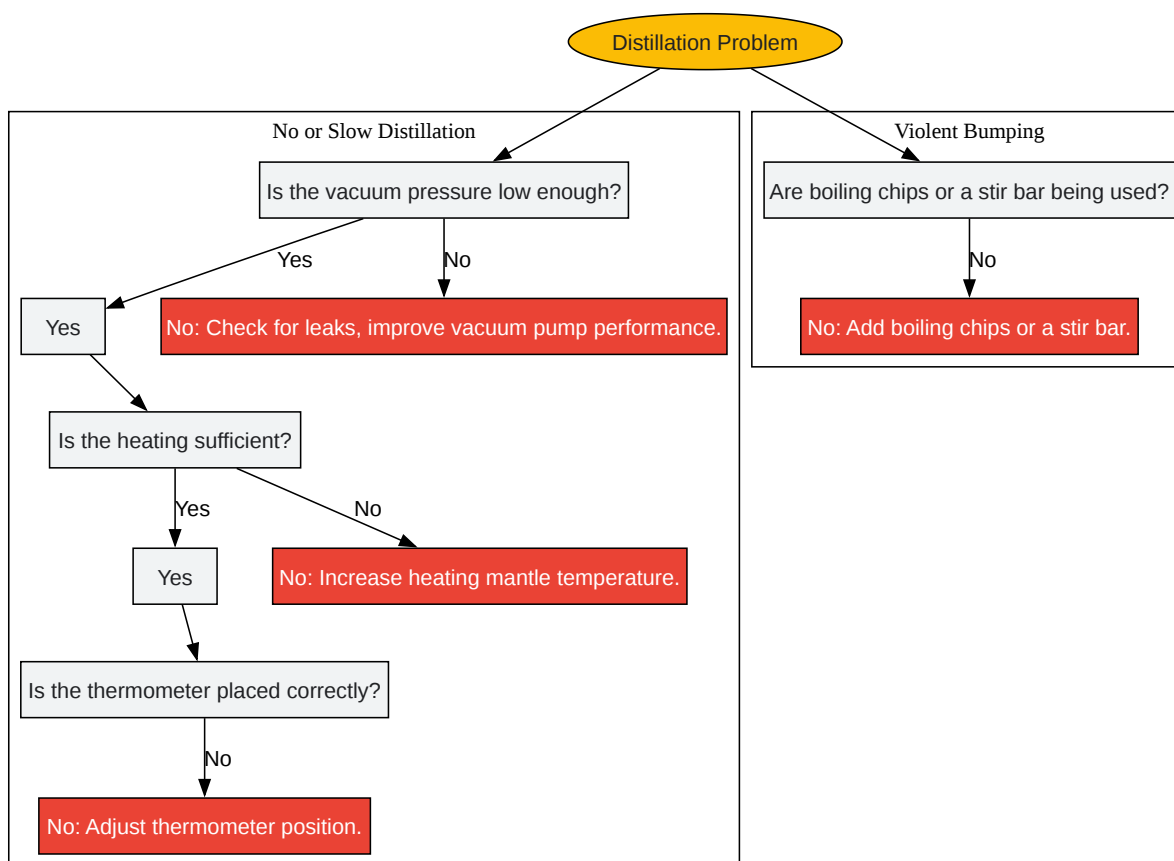 Distillation Problem
No or Slow Distillation
Violent Bumping
Is the vacuum pressure low enough?
Are boiling chips or a stir bar being used?
Yes
No
No
Yes
No: Check for leaks, improve vacuum pump performance.
No: Add boiling chips or a stir bar.
Is the heating sufficient?
Yes
No
Yes
No: Increase heating mantle temperature.
Is the thermometer placed correctly?
No
No: Adjust thermometer position.